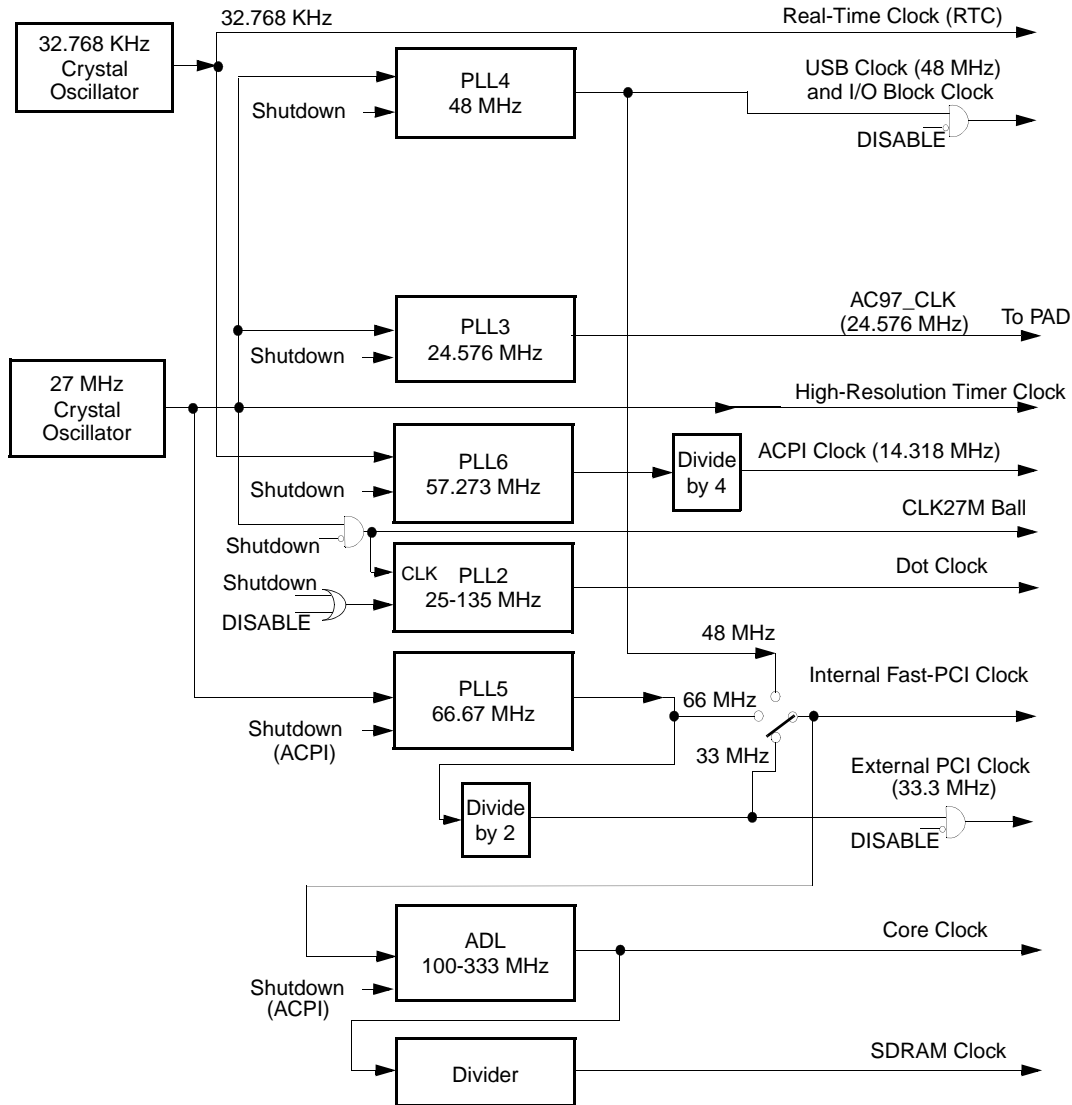 32.768 KHz
Real-Time Clock (RTC)
32.768 KHz
Crystal
Oscillator
PLL4
48 MHz
Shutdown
USB Clock (48 MHz)
and I/O Block Clock
DISABLE
PLL3
24.576 MHz
Shutdown
AC97_CLK
(24.576 MHz)
To PAD
27 MHz
Crystal
Oscillator
High-Resolution Timer Clock
PLL6
57.273 MHz
Shutdown
Divide
by 4
ACPI Clock (14.318 MHz)
CLK27M Ball
Shutdown
CLK
PLL2
25-135 MHz
Shutdown
DISABLE
Dot Clock
48 MHz
Internal Fast-PCI Clock
PLL5
66.67 MHz
66 MHz
Shutdown
(ACPI)
33 MHz
External PCI Clock
(33.3 MHz)
Divide
by 2
DISABLE
ADL
100-333 MHz
Core Clock
Shutdown
(ACPI)
Divider
SDRAM Clock